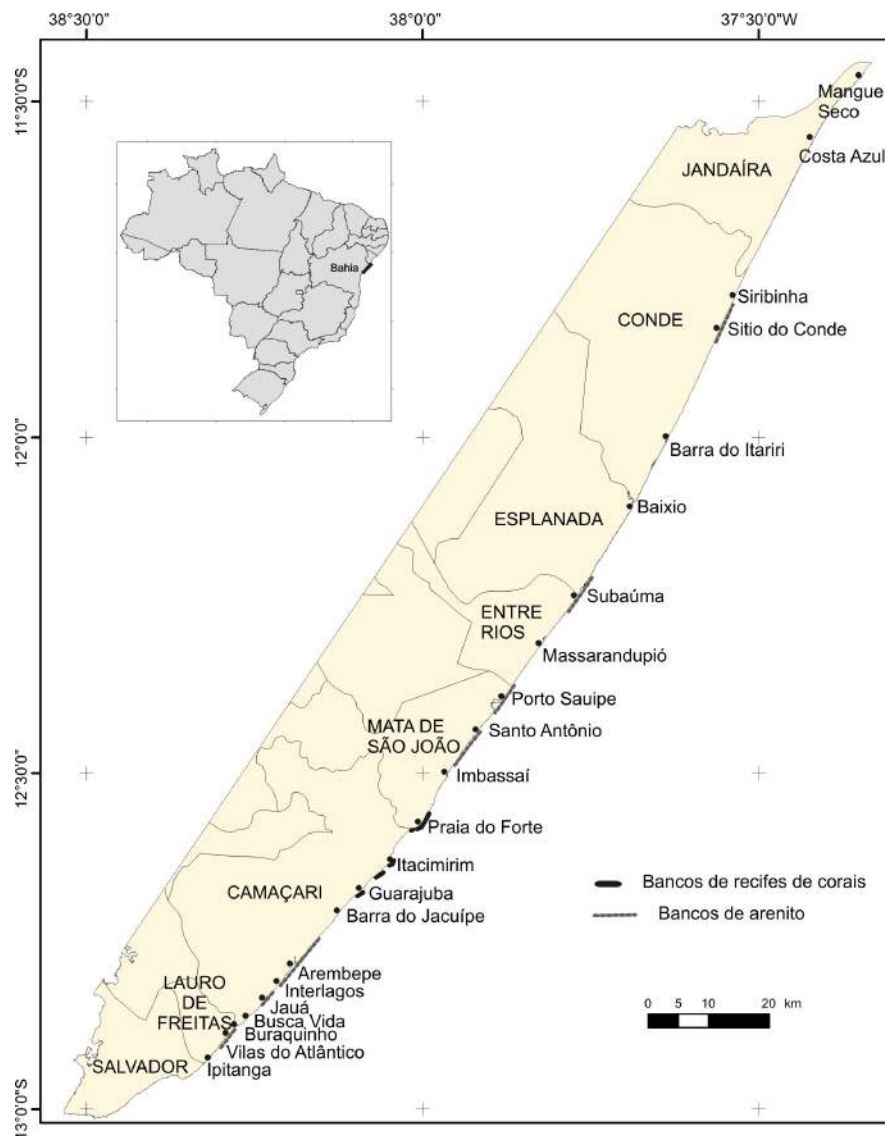 38°30'0"
38°0'0"
37°30'0"
11°30'0"S
12°0'0"
12°30'0"
13°0'0"S
Bahia
Mangue
Seco
Costa Azul
JANDAÍRA
Siribinha
CONDE
Sitio do Conde
Barra do Itariri
Baixio
ESPLANADA
Subaúma
ENTRE
RIOS
Massarandupió
Porto Sauipe
Santo Antônio
MATA DE
SÃO JOÃO
Imbassaí
Praia do Forte
Itacimirim
Guarajuba
CAMAÇARI
Barra do Jacuípe
Arembepe
Interlagos
LAURO
DE
FREITAS
Jauá
Busca Vida
Buraquinho
Vilas do Atlântico
SALVADOR
Ipitanga
Bancos de recifes de corais
Bancos de arenito
0 5 10 20 km